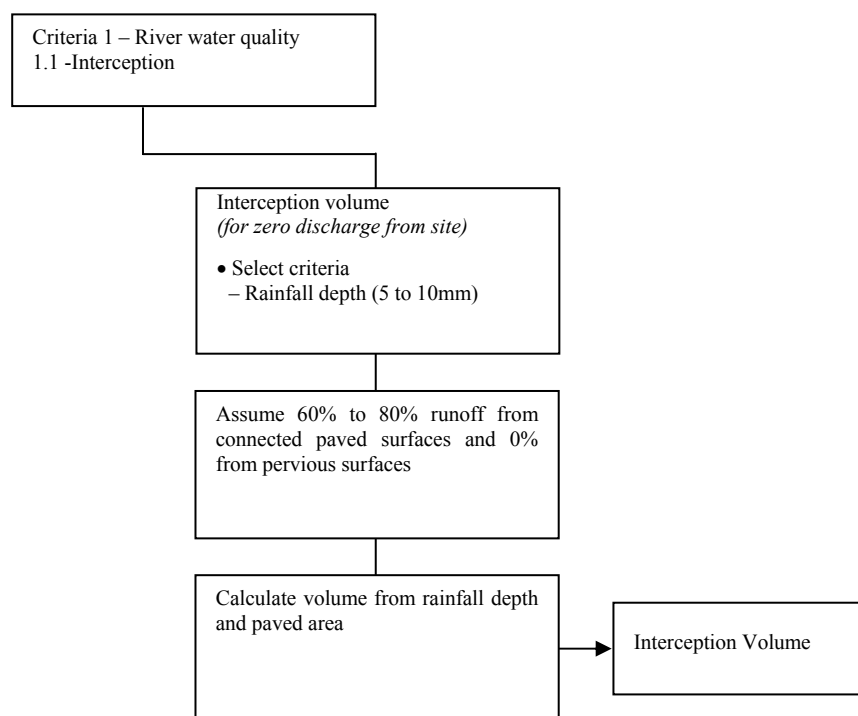 Criteria 1 – River water quality
1.1 -Interception
Interception volume
(for zero discharge from site)
• Select criteria
– Rainfall depth (5 to 10mm)
Assume 60% to 80% runoff from
connected paved surfaces and 0%
from pervious surfaces
Calculate volume from rainfall depth
and paved area
Interception Volume